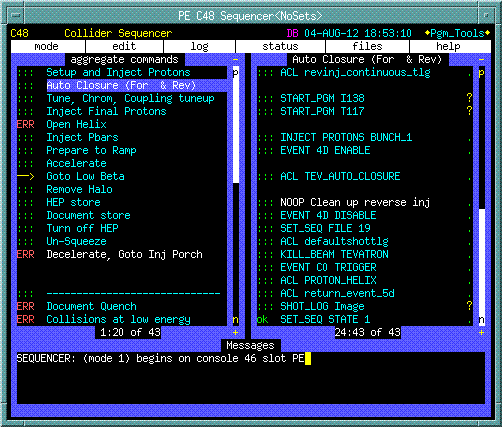 PE C48 Sequencer<NoSets>
C48 Collider Sequencer DB 04-AUG-12 18:53:10 ◆Pgm_Tools◆
mode edit log status files help
aggregate commands -
::: Setup and Inject Protons p
::: Auto Closure (For & Rev)
::: Tune, Chrom, Coupling tuneup
::: Inject Final Protons
ERR Open Helix
::: Inject Pbars
::: Prepare to Ramp
::: Accelerate
──> Goto Low Beta
::: Remove Halo
::: HEP store
::: Document store
::: Turn off HEP
::: Un-Squeeze
ERR Decelerate, Goto Inj Porch
::: -----------------------------
ERR Document Quench
ERR Collisions at low energy n
1:20 of 43 +
Auto Closure (For & Rev) -
::: ACL revinj_continuous_tlg . p
::: START_PGM I138 ?
::: START_PGM T117 ?
::: INJECT PROTONS BUNCH_1 .
::: EVENT 4D ENABLE .
::: ACL TEV_AUTO_CLOSURE .
::: NOOP Clean up reverse inj .
::: EVENT 4D DISABLE .
::: SET_SEQ FILE 19 .
::: ACL defaultshottlg .
::: KILL_BEAM TEVATRON .
::: EVENT C0 TRIGGER .
::: ACL PROTON_HELIX .
::: ACL return_event_5d .
::: SHOT_LOG Image ?
ok SET_SEQ STATE 1 . n
24:43 of 43 +
Messages
SEQUENCER: (mode 1) begins on console 46 slot PE